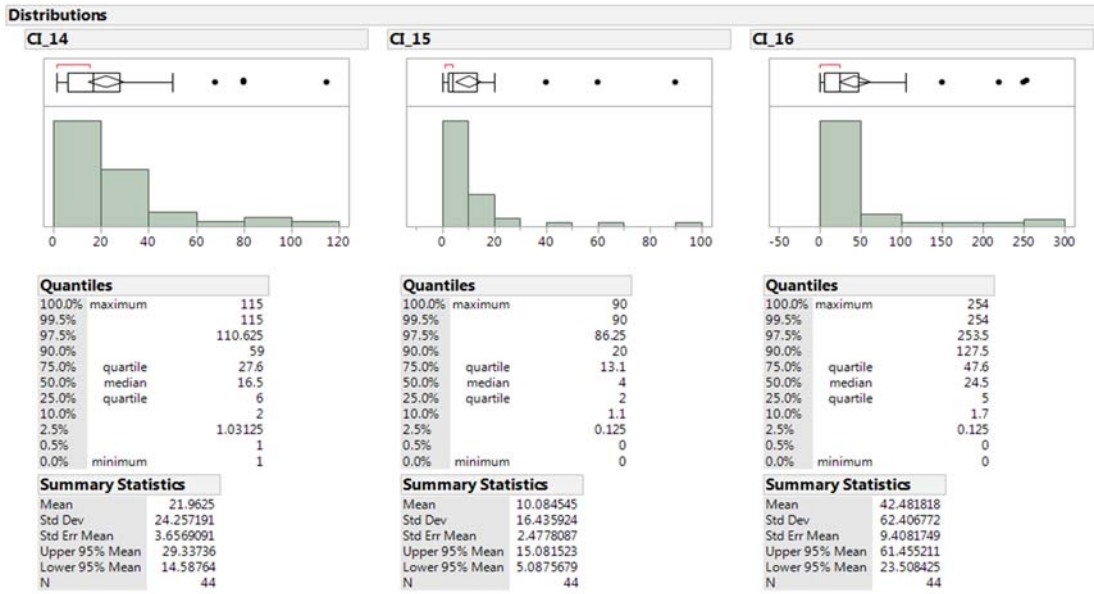 Distributions
CI_14
0 20 40 60 80 100 120
Quantiles
100.0% maximum 115
99.5% 115
97.5% 110.625
90.0% 59
75.0% quartile 27.6
50.0% median 16.5
25.0% quartile 6
10.0% 2
2.5% 1.03125
0.5% 1
0.0% minimum 1
Summary Statistics
Mean 21.9625
Std Dev 24.257191
Std Err Mean 3.6569091
Upper 95% Mean 29.33736
Lower 95% Mean 14.58764
N 44
CI_15
0 20 40 60 80 100
Quantiles
100.0% maximum 90
99.5% 90
97.5% 86.25
90.0% 20
75.0% quartile 13.1
50.0% median 4
25.0% quartile 2
10.0% 1.1
2.5% 0.125
0.5% 0
0.0% minimum 0
Summary Statistics
Mean 10.084545
Std Dev 16.435924
Std Err Mean 2.4778087
Upper 95% Mean 15.081523
Lower 95% Mean 5.0875679
N 44
CI_16
-50 0 50 100 150 200 250 300
Quantiles
100.0% maximum 254
99.5% 254
97.5% 253.5
90.0% 127.5
75.0% quartile 47.6
50.0% median 24.5
25.0% quartile 5
10.0% 1.7
2.5% 0.125
0.5% 0
0.0% minimum 0
Summary Statistics
Mean 42.481818
Std Dev 62.406772
Std Err Mean 9.4081749
Upper 95% Mean 61.455211
Lower 95% Mean 23.508425
N 44